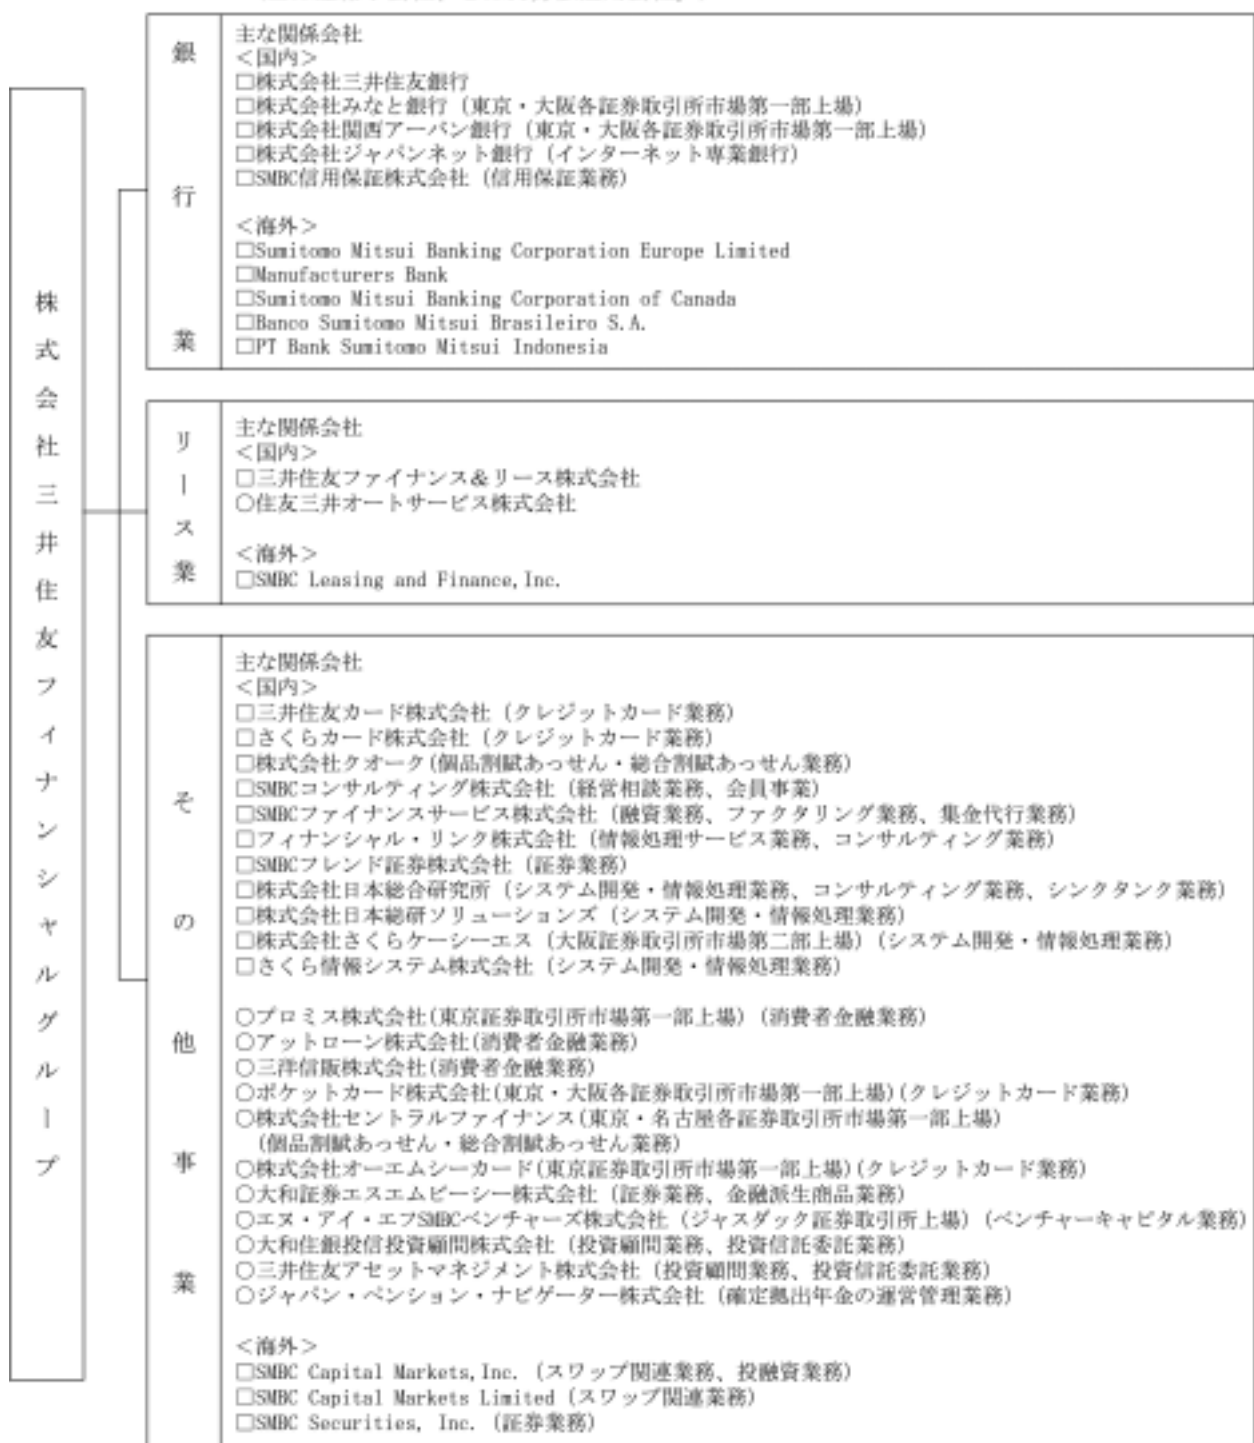 株式会社三井住友フィナンシャルグループ
銀行業
主な関係会社
<国内>
□株式会社三井住友銀行
□株式会社みなと銀行 (東京・大阪各証券取引所市場第一部上場)
□株式会社関西アーバン銀行 (東京・大阪各証券取引所市場第一部上場)
□株式会社ジャパンネット銀行 (インターネット専業銀行)
□SMBC信用保証株式会社 (信用保証業務)
<海外>
□Sumitomo Mitsui Banking Corporation Europe Limited
□Manufacturers Bank
□Sumitomo Mitsui Banking Corporation of Canada
□Banco Sumitomo Mitsui Brasileiro S.A.
□PT Bank Sumitomo Mitsui Indonesia
リース業
主な関係会社
<国内>
□三井住友ファイナンス&リース株式会社
○住友三井オートサービス株式会社
<海外>
□SMBC Leasing and Finance,Inc.
その他事業
主な関係会社
<国内>
□三井住友カード株式会社 (クレジットカード業務)
□さくらカード株式会社 (クレジットカード業務)
□株式会社クオーク(個品割賦あっせん・総合割賦あっせん業務)
□SMBCコンサルティング株式会社 (経営相談業務、会員事業)
□SMBCファイナンスサービス株式会社 (融資業務、ファクタリング業務、集金代行業務)
□フィナンシャル・リンク株式会社 (情報処理サービス業務、コンサルティング業務)
□SMBCフレンド証券株式会社 (証券業務)
□株式会社日本総合研究所 (システム開発・情報処理業務、コンサルティング業務、シンクタンク業務)
□株式会社日本総研ソリューションズ (システム開発・情報処理業務)
□株式会社さくらケーシーエス (大阪証券取引所市場第二部上場) (システム開発・情報処理業務)
□さくら情報システム株式会社 (システム開発・情報処理業務)
○プロミス株式会社(東京証券取引所市場第一部上場) (消費者金融業務)
○アットローン株式会社(消費者金融業務)
○三洋信販株式会社(消費者金融業務)
○ポケットカード株式会社(東京・大阪各証券取引所市場第一部上場)(クレジットカード業務)
○株式会社セントラルファイナンス(東京・名古屋各証券取引所市場第一部上場)
(個品割賦あっせん・総合割賦あっせん業務)
○株式会社オーエムシーカード(東京証券取引所市場第一部上場)(クレジットカード業務)
○大和証券エスエムビーシー株式会社 (証券業務、金融派生商品業務)
○エヌ・アイ・エフSMBCベンチャーズ株式会社 (ジャスダック証券取引所上場) (ベンチャーキャピタル業務)
○大和住銀投信投資顧問株式会社 (投資顧問業務、投資信託委託業務)
○三井住友アセットマネジメント株式会社 (投資顧問業務、投資信託委託業務)
○ジャパン・ペンション・ナビゲーター株式会社 (確定拠出年金の運営管理業務)
<海外>
□SMBC Capital Markets,Inc. (スワップ関連業務、投融資業務)
□SMBC Capital Markets Limited (スワップ関連業務)
□SMBC Securities, Inc. (証券業務)